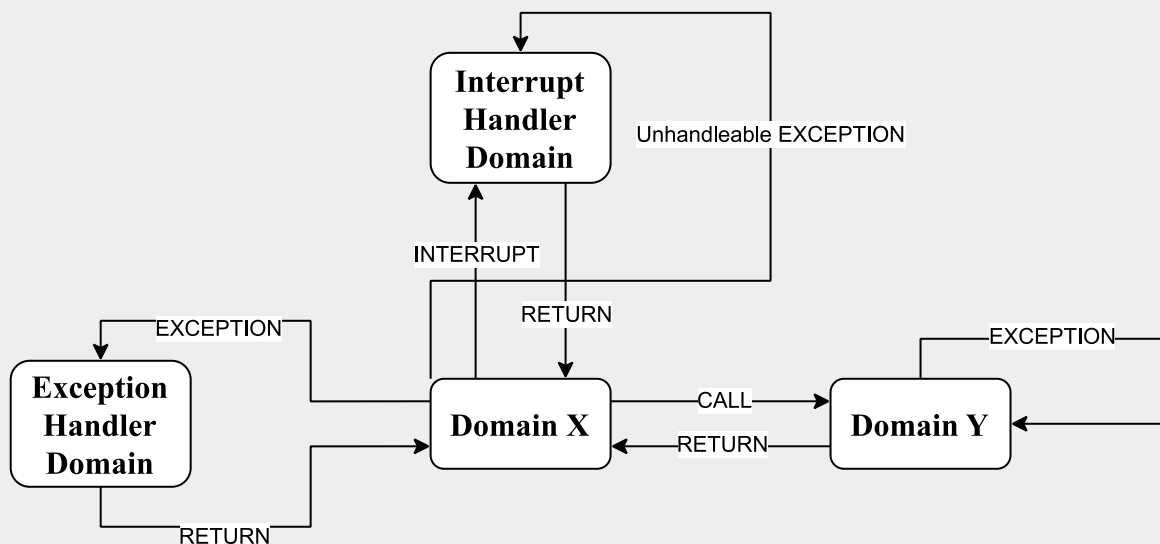 Interrupt
Handler
Domain
Unhandleable EXCEPTION
INTERRUPT
RETURN
EXCEPTION
EXCEPTION
Exception
Handler
Domain
Domain X
CALL
RETURN
Domain Y
RETURN